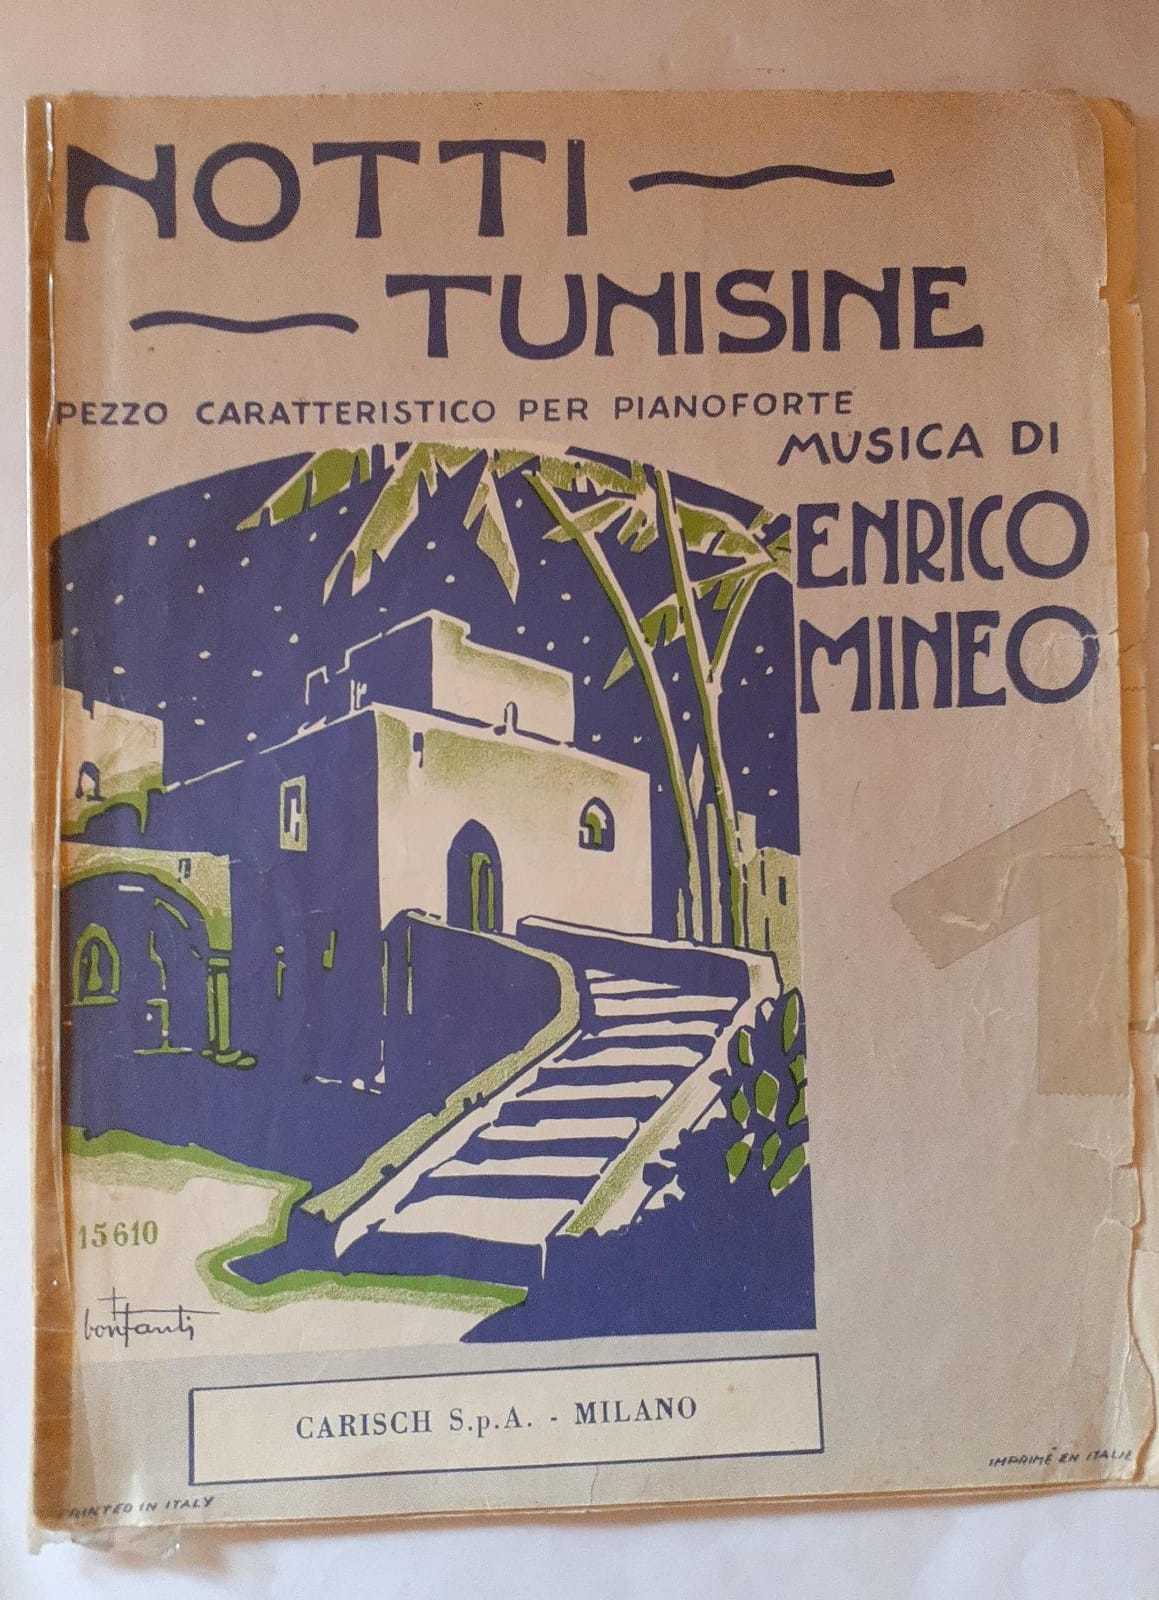 NOTTI
TUNISINE
PEZZO CARATTERISTICO PER PIANOFORTE
MUSICA DI
ENRICO
MINEO
15610
bonfanti
CARISCH S.p.A. - MILANO
IMPRIMÉ EN ITALIE
PRINTED IN ITALY